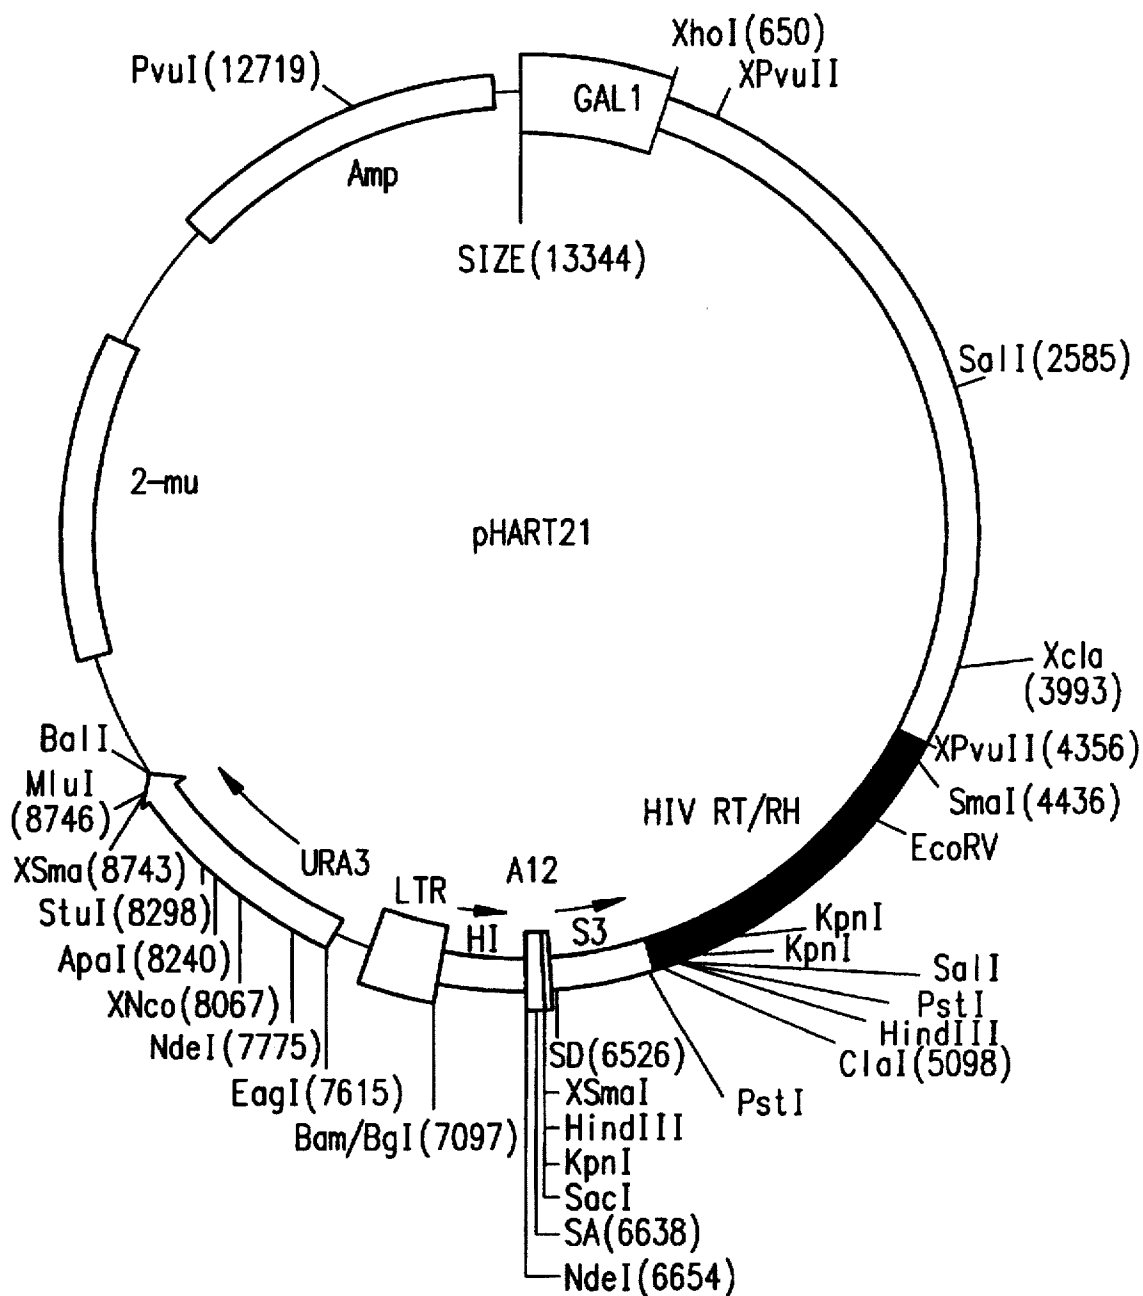 XhoI(650)
XPvuII
PvuI(12719)
GAL1
Amp
SIZE(13344)
SalI(2585)
2-mu
pHART21
Xcla
(3993)
XPvuII(4356)
SmaI(4436)
EcoRV
HIV RT/RH
BalI
MluI
(8746)
XSma(8743)
StuI(8298)
ApaI(8240)
XNco(8067)
NdeI(7775)
EagI(7615)
Bam/BgI(7097)
URA3
LTR
HI
A12
S3
KpnI
KpnI
SalI
PstI
HindIII
ClaI(5098)
PstI
SD(6526)
XSmaI
HindIII
KpnI
SacI
SA(6638)
NdeI(6654)